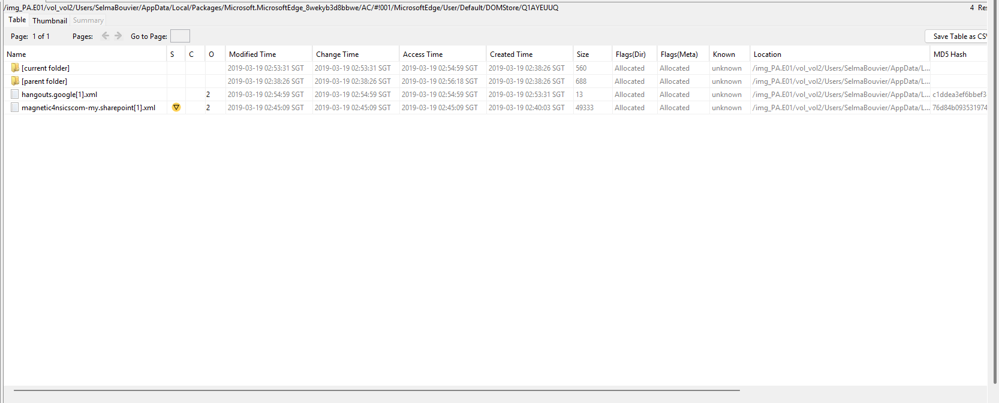 /img_PA.E01/vol_vol2/Users/SelmaBouvier/AppData/Local/Packages/Microsoft.MicrosoftEdge_8wekyb3d8bbwe/AC/#!001/MicrosoftEdge/User/Default/DOMStore/Q1AYEUUQ 4 Res
Table Thumbnail Summary
Page: 1 of 1 Pages: Go to Page: Save Table as CSV
Name S C O Modified Time Change Time Access Time Created Time Size Flags(Dir) Flags(Meta) Known Location MD5 Hash
[current folder] 2019-03-19 02:53:31 SGT 2019-03-19 02:53:31 SGT 2019-03-19 02:54:59 SGT 2019-03-19 02:38:26 SGT 560 Allocated Allocated unknown /img_PA.E01/vol_vol2/Users/SelmaBouvier/AppData/L...
[parent folder] 2019-03-19 02:38:26 SGT 2019-03-19 02:38:26 SGT 2019-03-19 02:56:18 SGT 2019-03-19 02:38:26 SGT 688 Allocated Allocated unknown /img_PA.E01/vol_vol2/Users/SelmaBouvier/AppData/L...
hangouts.google[1].xml 2 2019-03-19 02:54:59 SGT 2019-03-19 02:54:59 SGT 2019-03-19 02:54:59 SGT 2019-03-19 02:53:31 SGT 13 Allocated Allocated unknown /img_PA.E01/vol_vol2/Users/SelmaBouvier/AppData/L... c1ddea3ef6bbef3
magnetic4nsicscom-my.sharepoint[1].xml 2 2019-03-19 02:45:09 SGT 2019-03-19 02:45:09 SGT 2019-03-19 02:45:09 SGT 2019-03-19 02:40:03 SGT 49333 Allocated Allocated unknown /img_PA.E01/vol_vol2/Users/SelmaBouvier/AppData/L... 76d84b093531974